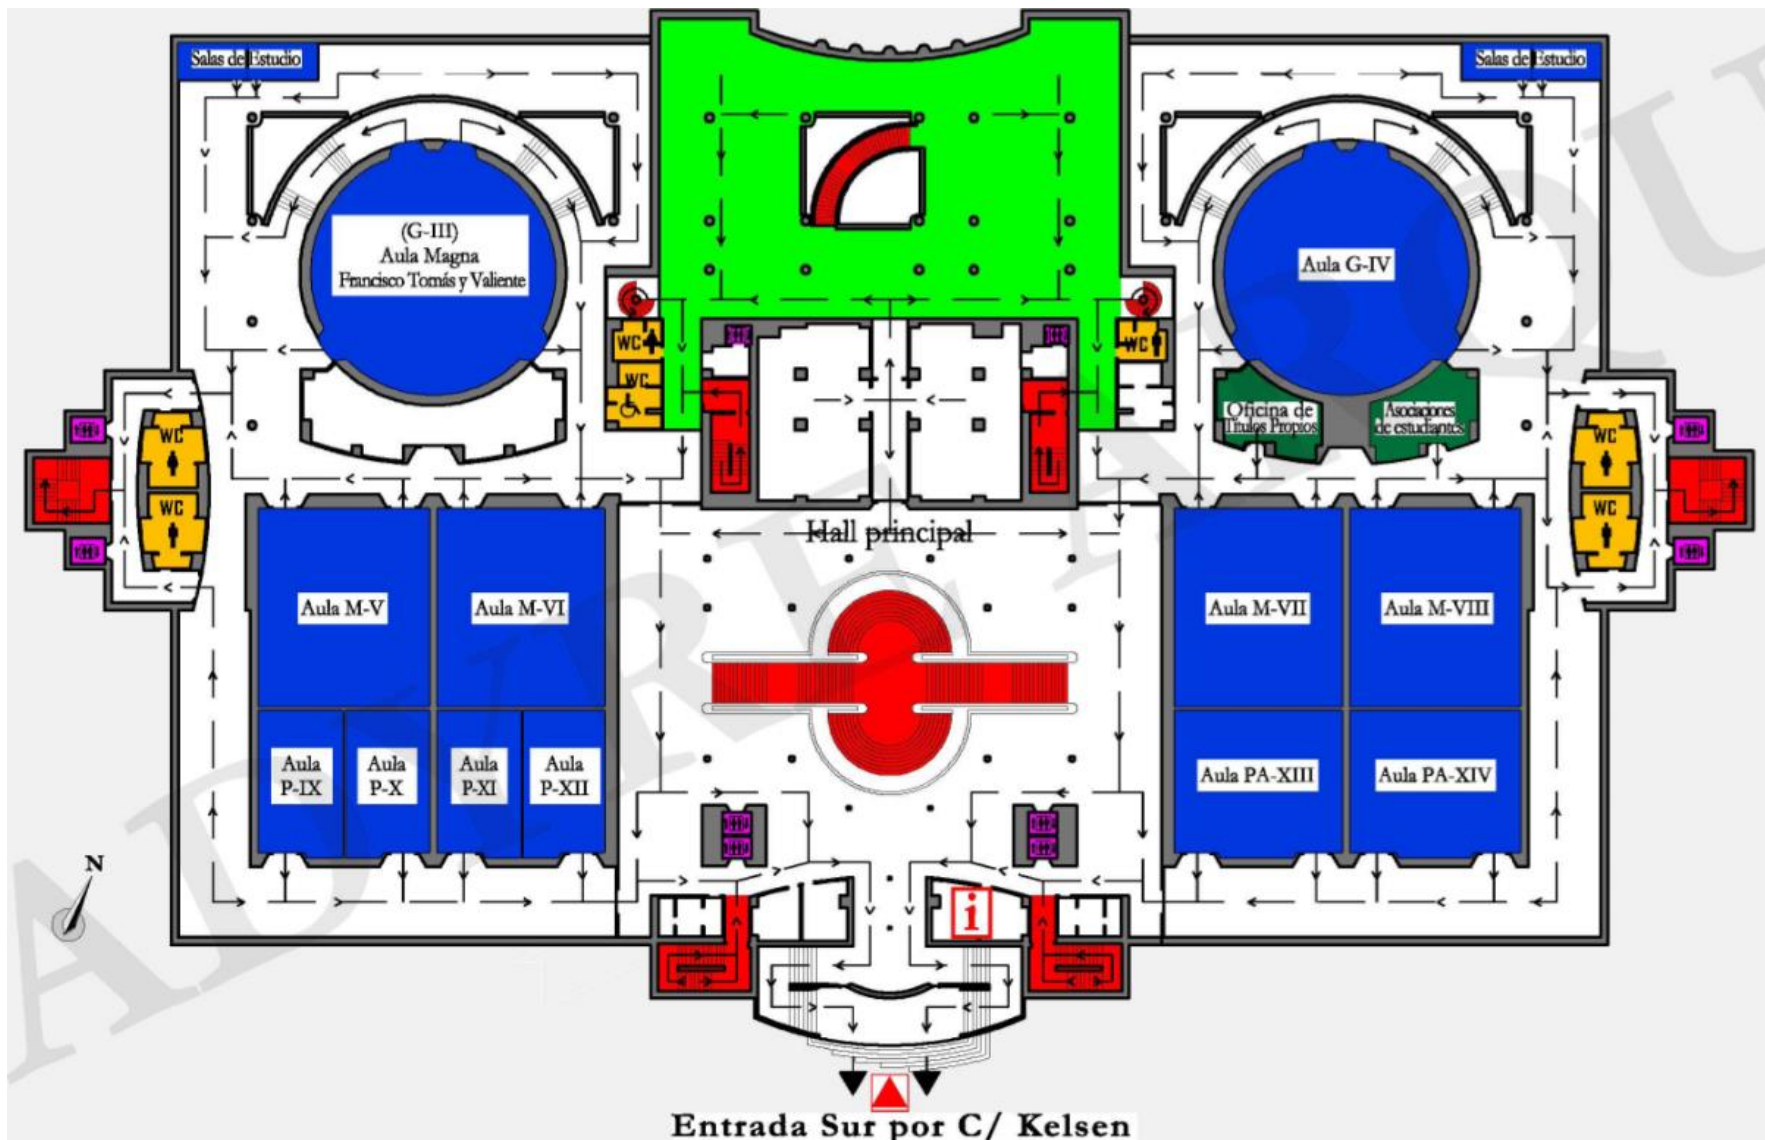 Salas de Estudio
Salas de Estudio
(G-III)
Aula Magna
Francisco Tomás y Valiente
Aula G-IV
WC
WC
WC
Oficina de
Títulos Propios
Asociaciones
de estudiantes
WC
WC
WC
WC
Hall principal
Aula M-V
Aula M-VI
Aula M-VII
Aula M-VIII
Aula
P-IX
Aula
P-X
Aula
P-XI
Aula
P-XII
Aula PA-XIII
Aula PA-XIV
N
i
Entrada Sur por C/ Kelsen